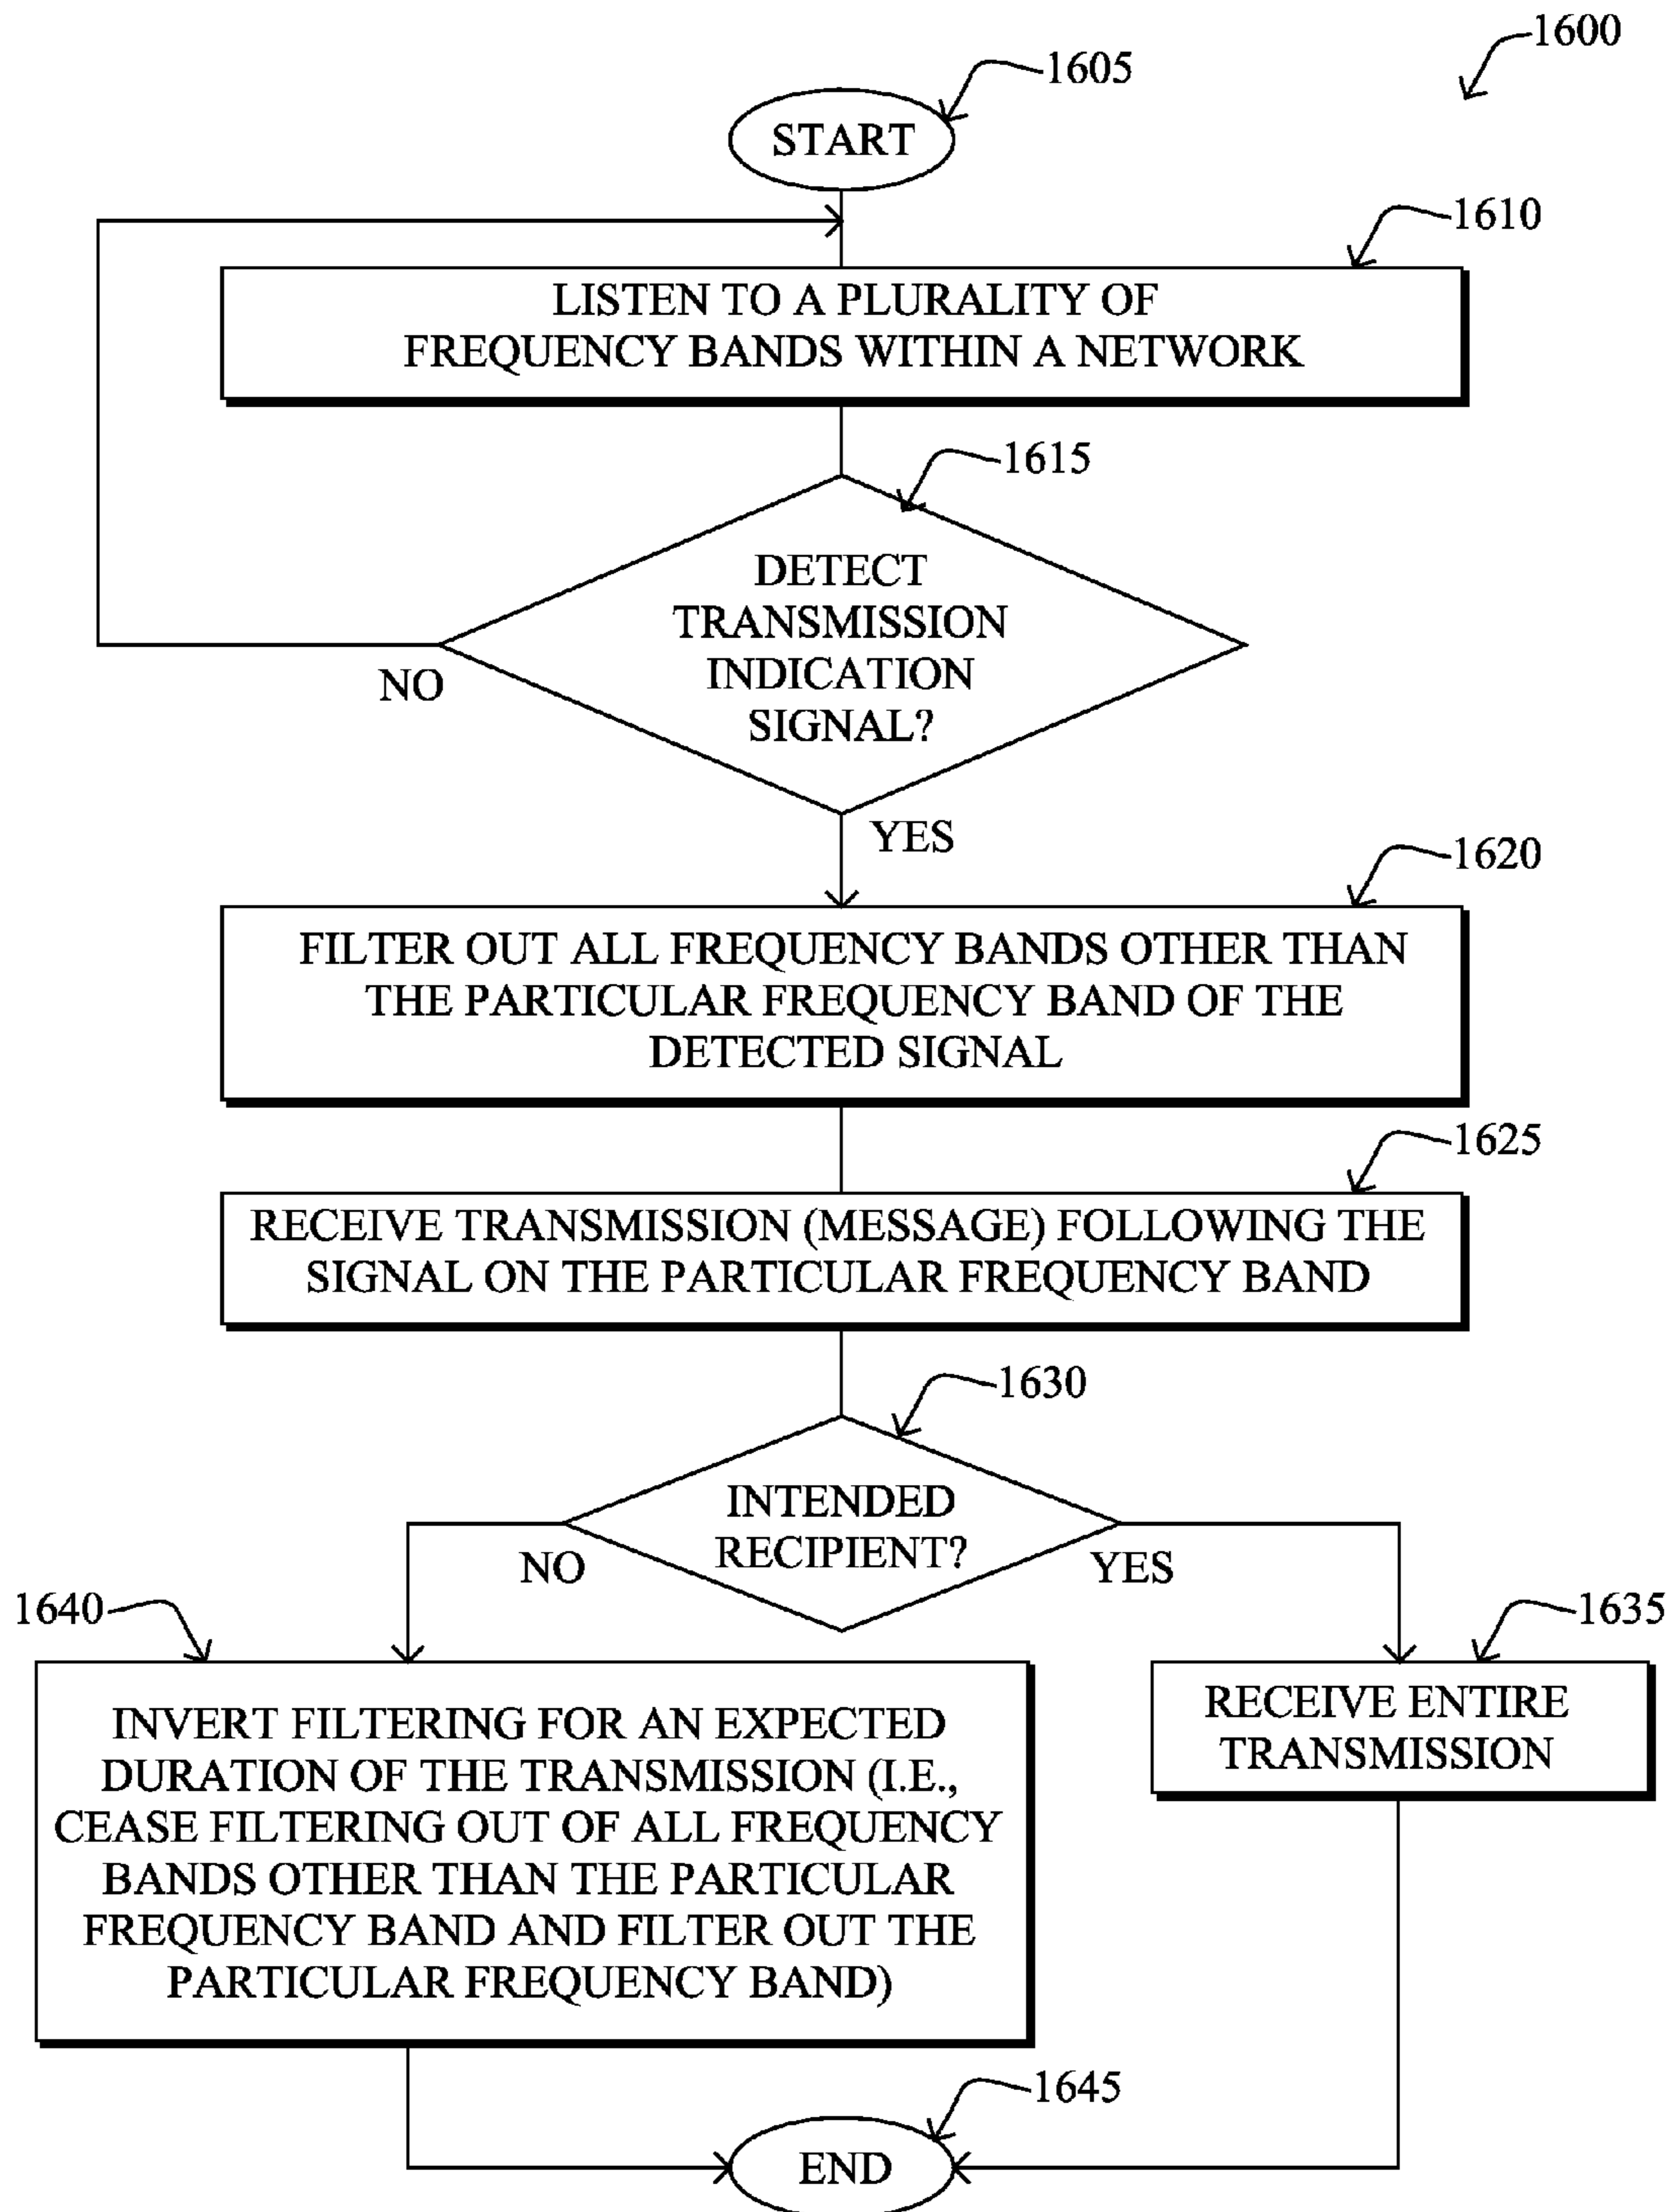 1600
1605
START
1610
LISTEN TO A PLURALITY OF
FREQUENCY BANDS WITHIN A NETWORK
1615
DETECT
TRANSMISSION
INDICATION
SIGNAL?
NO
YES
1620
FILTER OUT ALL FREQUENCY BANDS OTHER THAN
THE PARTICULAR FREQUENCY BAND OF THE
DETECTED SIGNAL
1625
RECEIVE TRANSMISSION (MESSAGE) FOLLOWING THE
SIGNAL ON THE PARTICULAR FREQUENCY BAND
1630
INTENDED
RECIPIENT?
NO
YES
1640
INVERT FILTERING FOR AN EXPECTED
DURATION OF THE TRANSMISSION (I.E.,
CEASE FILTERING OUT OF ALL FREQUENCY
BANDS OTHER THAN THE PARTICULAR
FREQUENCY BAND AND FILTER OUT THE
PARTICULAR FREQUENCY BAND)
1635
RECEIVE ENTIRE
TRANSMISSION
1645
END